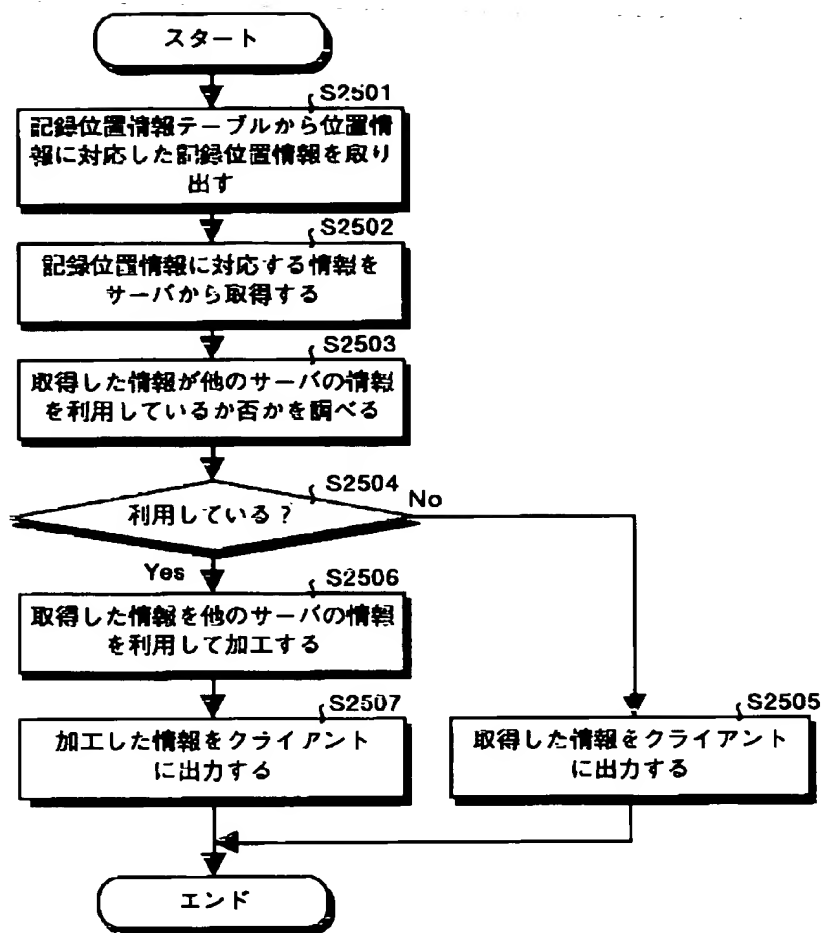 スタート
S2501
記録位置情報テーブルから位置情
報に対応した記録位置情報を取り
出す
S2502
記録位置情報に対応する情報を
サーバから取得する
S2503
取得した情報が他のサーバの情報
を利用しているか否かを調べる
S2504
利用している?
No
Yes
S2506
取得した情報を他のサーバの情報
を利用して加工する
S2507
加工した情報をクライアント
に出力する
S2505
取得した情報をクライアント
に出力する
エンド